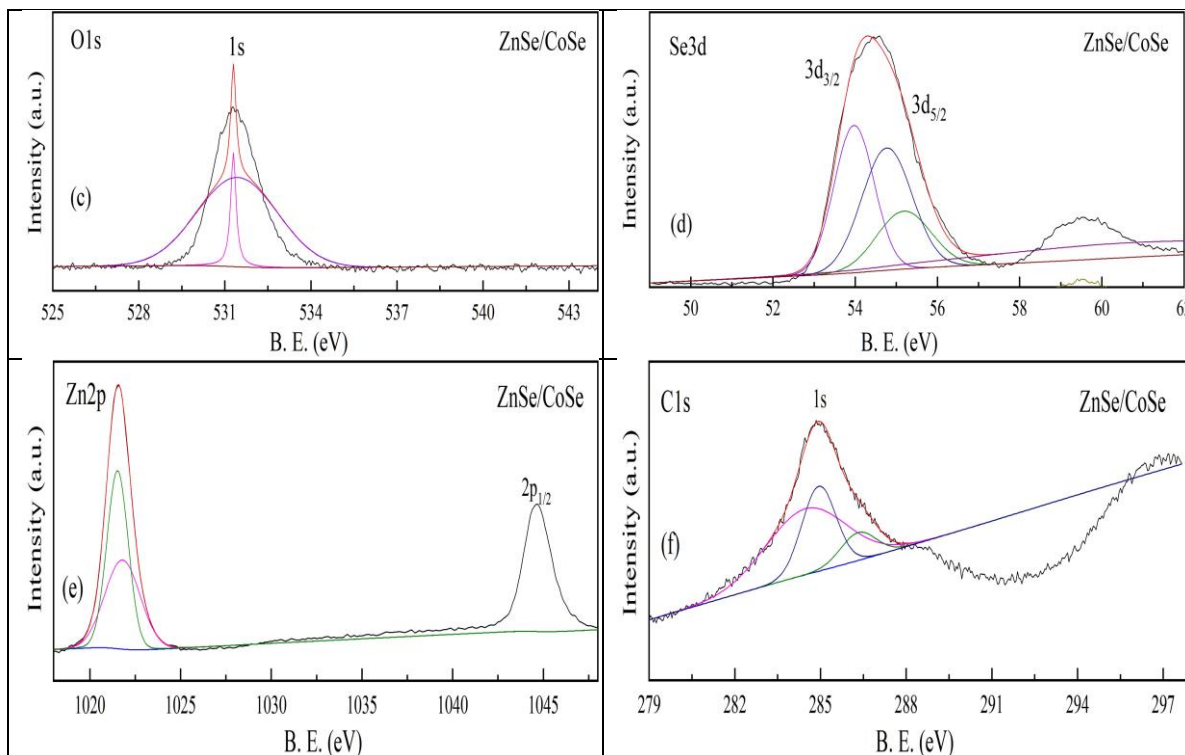 O1s
1s
ZnSe/CoSe
(c)
Intensity (a.u.)
525 528 531 534 537 540 543
B. E. (eV)
Se3d
3d3/2
3d5/2
ZnSe/CoSe
(d)
Intensity (a.u.)
50 52 54 56 58 60 62
B. E. (eV)
Zn2p
ZnSe/CoSe
2p1/2
(e)
Intensity (a.u.)
1020 1025 1030 1035 1040 1045
B. E. (eV)
C1s
1s
ZnSe/CoSe
(f)
Intensity (a.u.)
279 282 285 288 291 294 297
B. E. (eV)